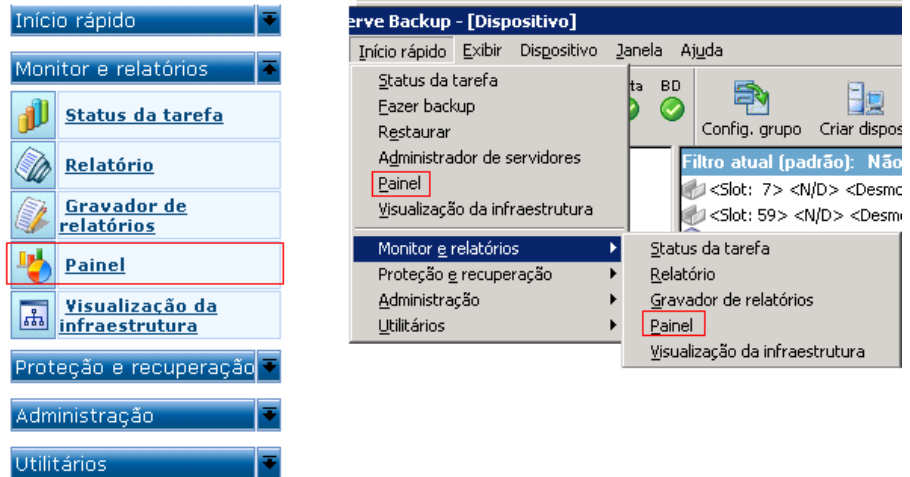 Início rápido
Monitor e relatórios
Status da tarefa
Relatório
Gravador de
relatórios
Painel
Visualização da
infraestrutura
Proteção e recuperação
Administração
Utilitários
erve Backup - [Dispositivo]
Início rápido Exibir Dispositivo Janela Ajuda
Status da tarefa
Fazer backup
Restaurar
Administrador de servidores
Painel
Visualização da infraestrutura
Monitor e relatórios
Proteção e recuperação
Administração
Utilitários
ta BD
Config. grupo Criar dispos
Filtro atual (padrão): Não
<Slot: 7> <N/D> <Desmo
<Slot: 59> <N/D> <Desm
Status da tarefa
Relatório
Gravador de relatórios
Painel
Visualização da infraestrutura